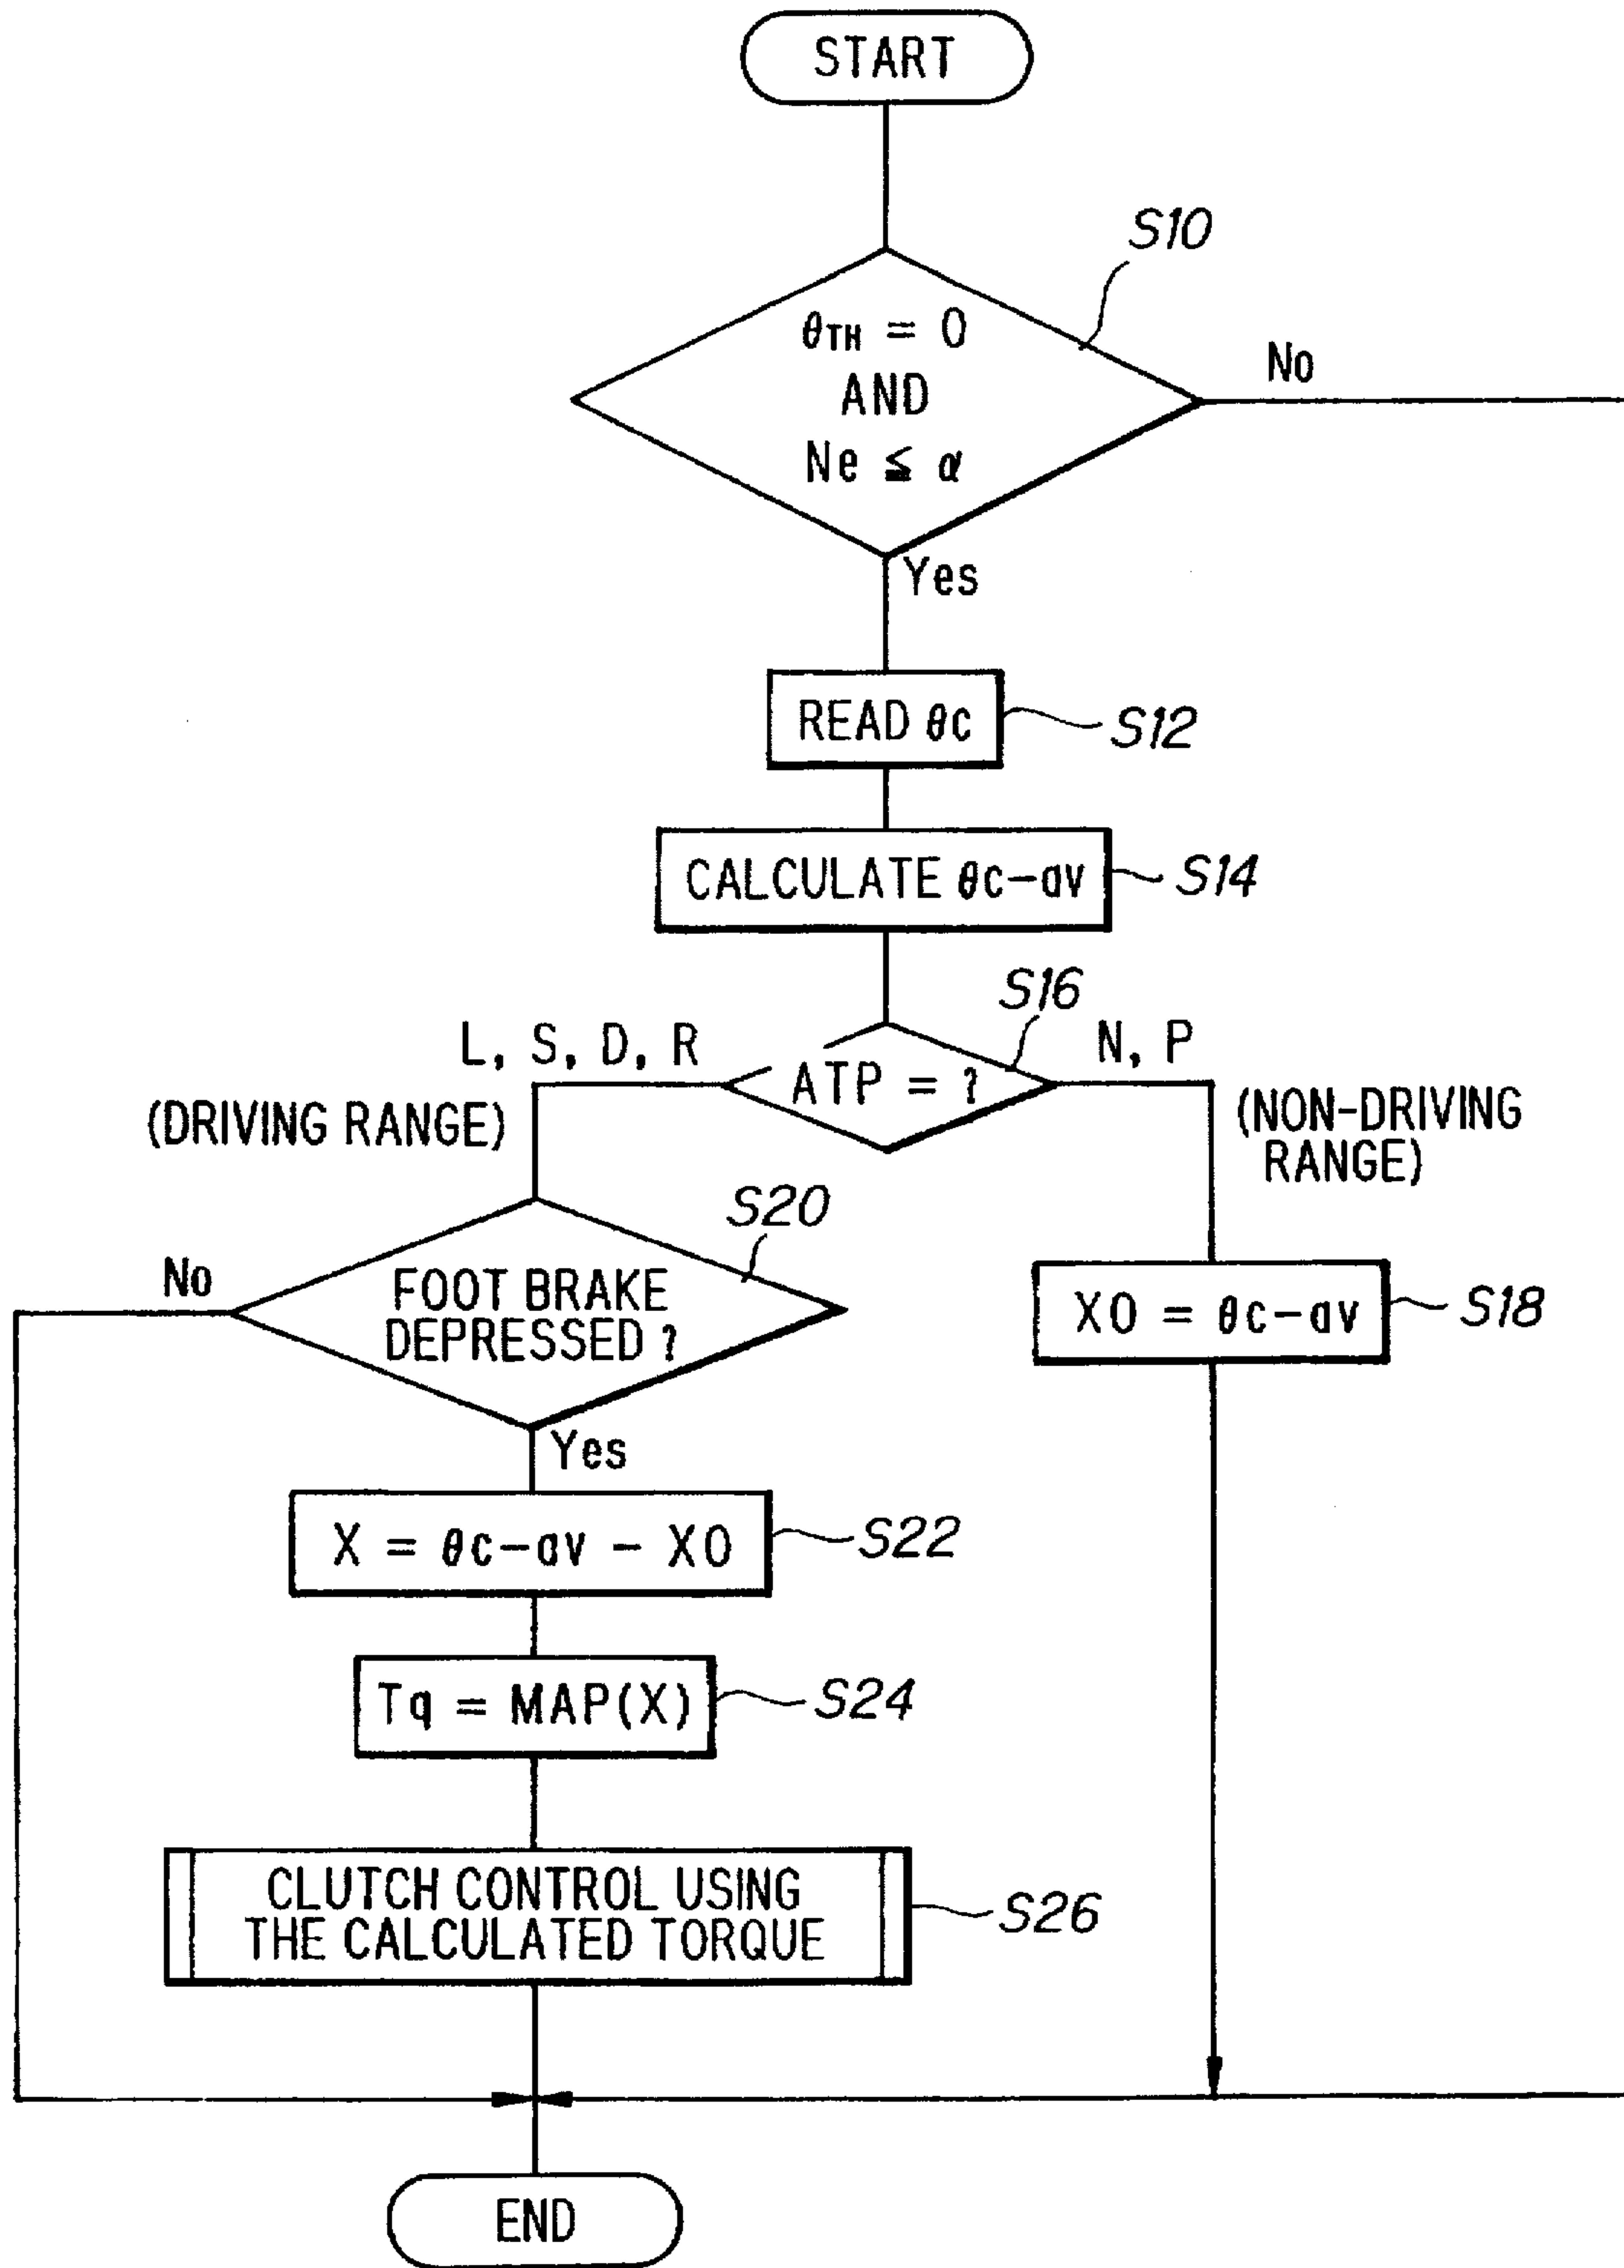 START
S10
θTH = 0
AND
Ne ≦ α
No
Yes
READ θc
S12
CALCULATE θc-av
S14
S16
L, S, D, R
ATP = ?
N, P
(DRIVING RANGE)
(NON-DRIVING
RANGE)
S20
No
FOOT BRAKE
DEPRESSED ?
X0 = θc-av
S18
Yes
X = θc-av - X0
S22
Tq = MAP(X)
S24
CLUTCH CONTROL USING
THE CALCULATED TORQUE
S26
END